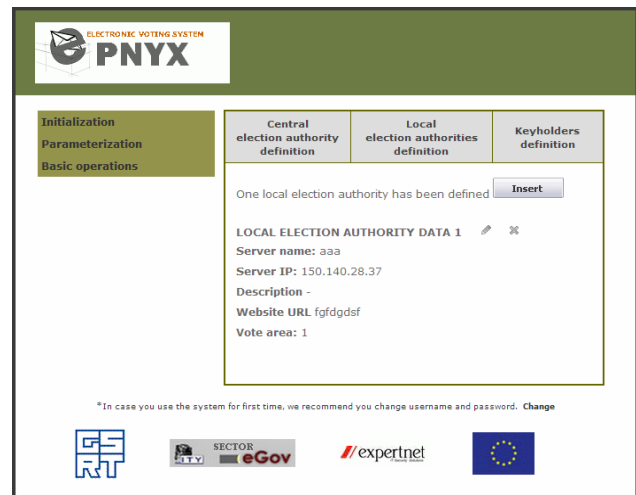 ELECTRONIC VOTING SYSTEM
PNYX
Initialization
Parameterization
Basic operations
Central
election authority
definition
Local
election authorities
definition
Keyholders
definition
One local election authority has been defined
Insert
LOCAL ELECTION AUTHORITY DATA 1
Server name: aaa
Server IP: 150.140.28.37
Description -
Website URL fgfdgdsf
Vote area: 1
*In case you use the system for first time, we recommend you change username and password. Change
GS
RT
ITY
SECTOR
eGov
expertnet